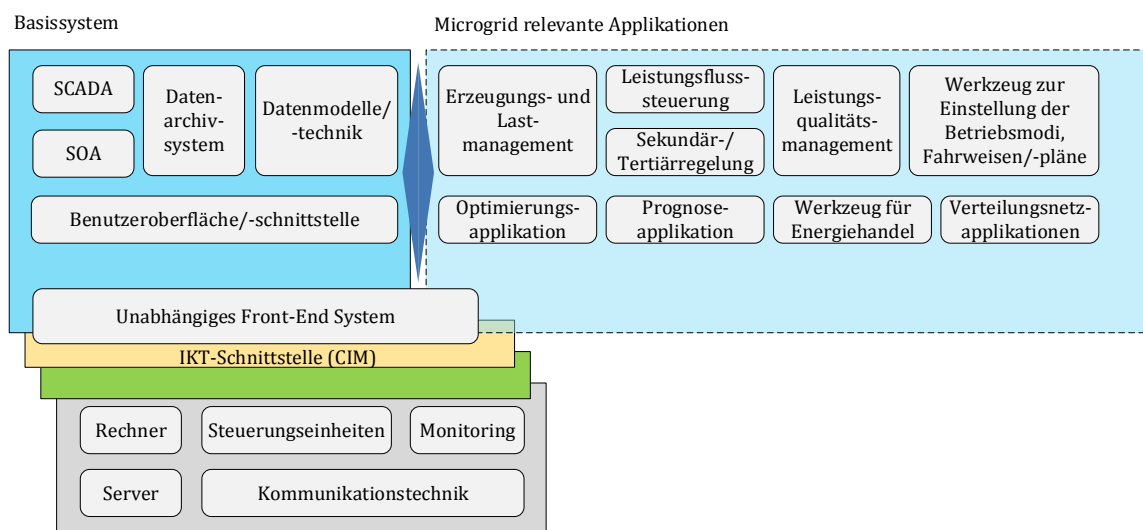 Basissystem
Microgrid relevante Applikationen
SCADA
SOA
Daten-
archiv-
system
Datenmodelle/
-technik
Benutzeroberfläche/-schnittstelle
Erzeugungs- und
Last-
management
Leistungsfluss-
steuerung
Sekundär-/
Tertiärregelung
Leistungs-
qualitäts-
management
Werkzeug zur
Einstellung der
Betriebsmodi,
Fahrweisen/-pläne
Optimierungs-
applikation
Prognose-
applikation
Werkzeug für
Energiehandel
Verteilungsnetz-
applikationen
Unabhängiges Front-End System
IKT-Schnittstelle (CIM)
Rechner
Steuerungseinheiten
Monitoring
Server
Kommunikationstechnik